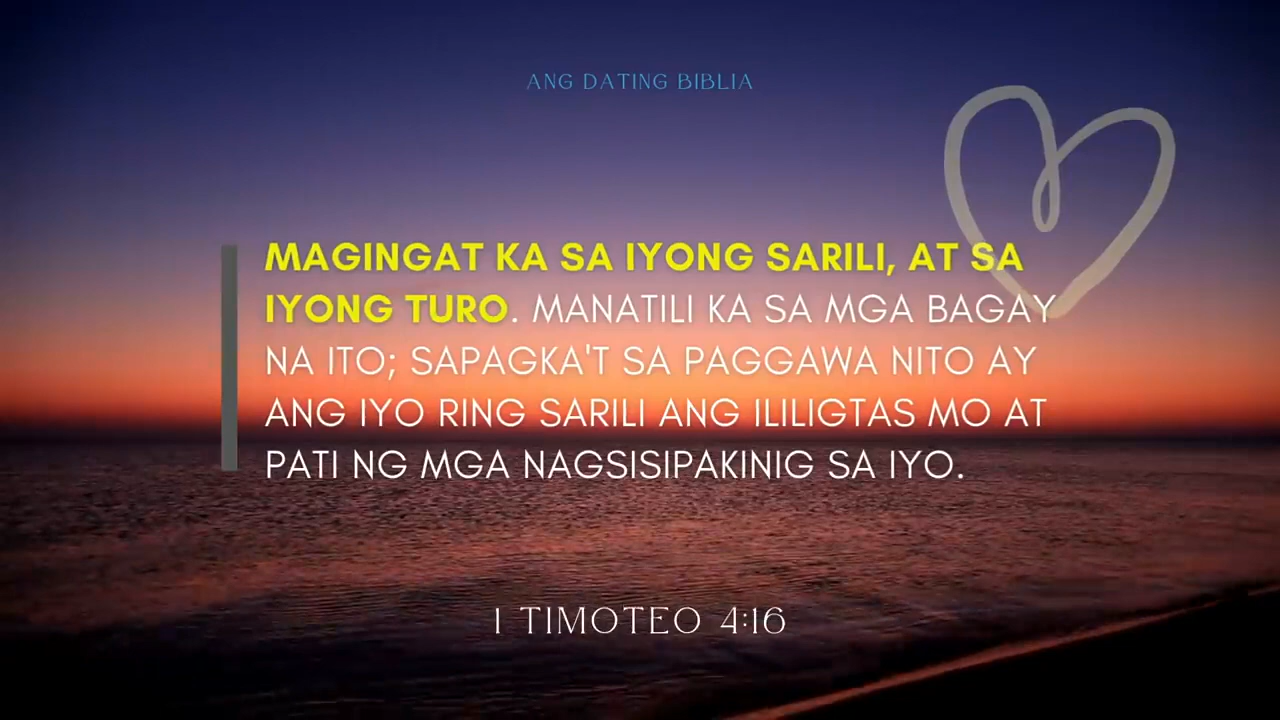 ANG DATING BIBLIA
MAGINGAT KA SA IYONG SARILI, AT SA
IYONG TURO. MANATILI KA SA MGA BAGAY
NA ITO; SAPAGKA'T SA PAGGAWA NITO AY
ANG IYO RING SARILI ANG ILILIGTAS MO AT
PATI NG MGA NAGSISIPAKINIG SA IYO.
1 TIMOTEO 4:16